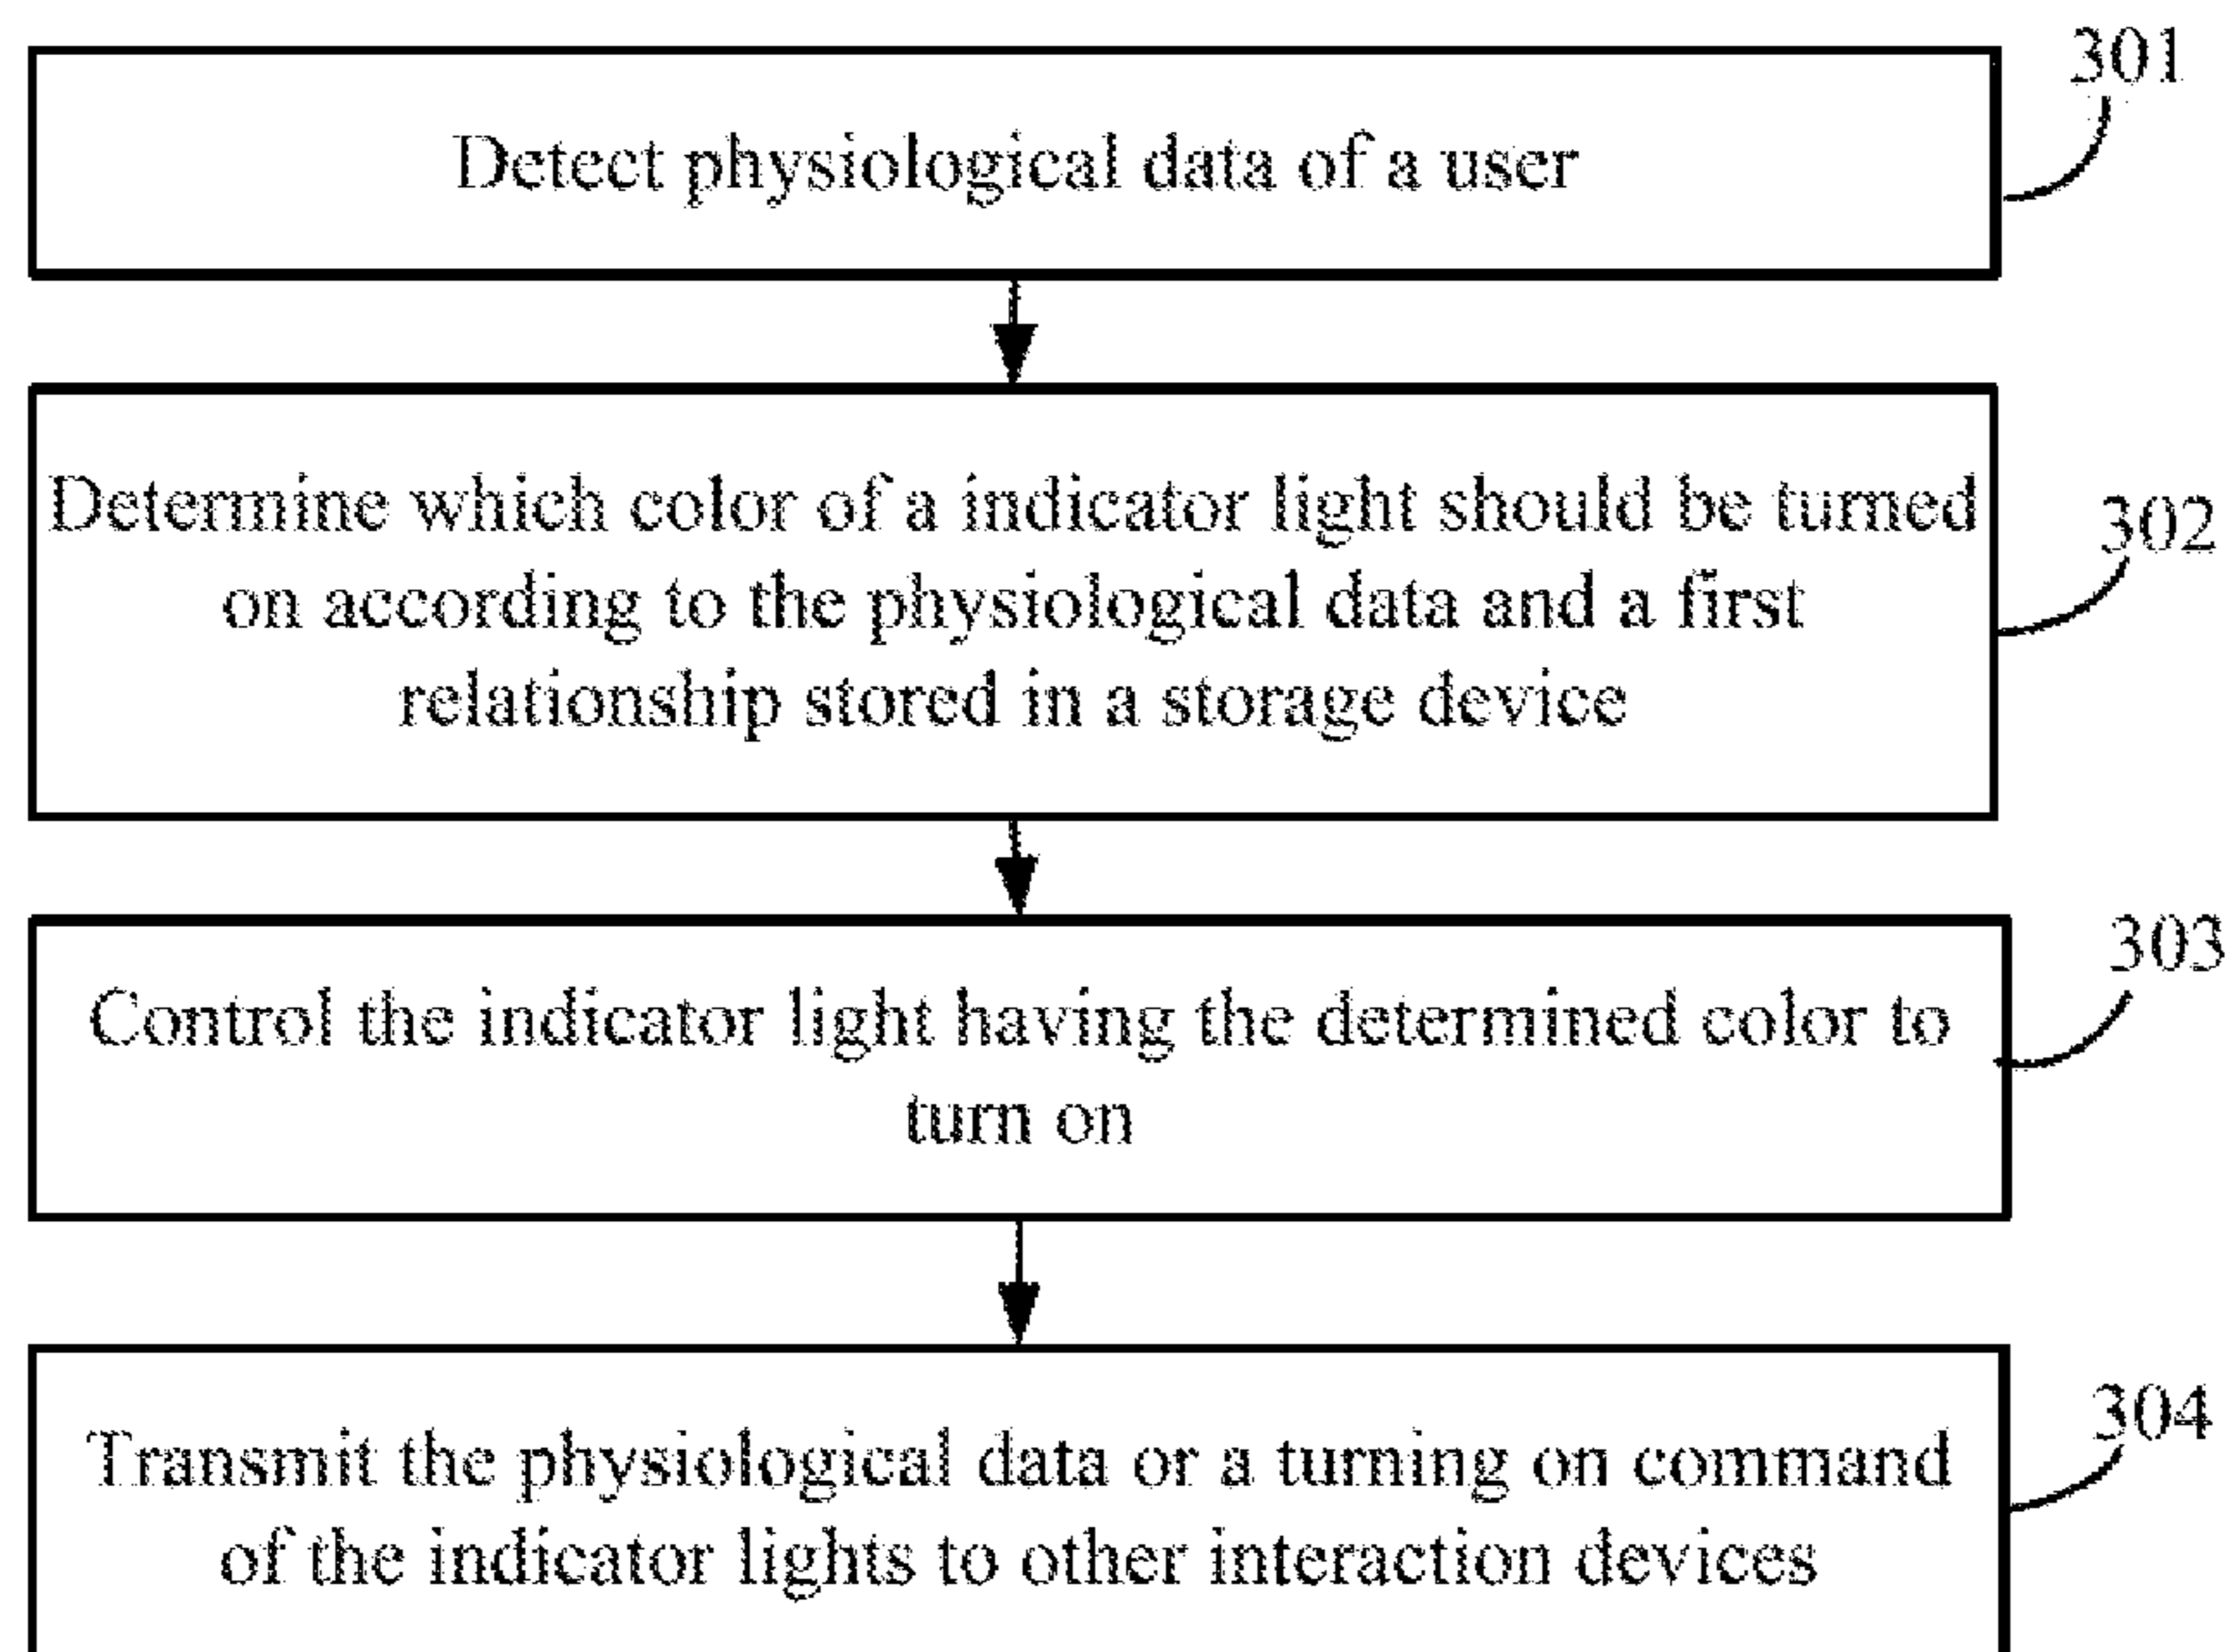 301
Detect physiological data of a user
Determine which color of a indicator light should be turned
302
on according to the physiological data and a first
relationship stored in a storage device
303
Control the indicator light having the determined color to
turn on
304
Transmit the physiological data or a turning on command
of the indicator lights to other interaction devices